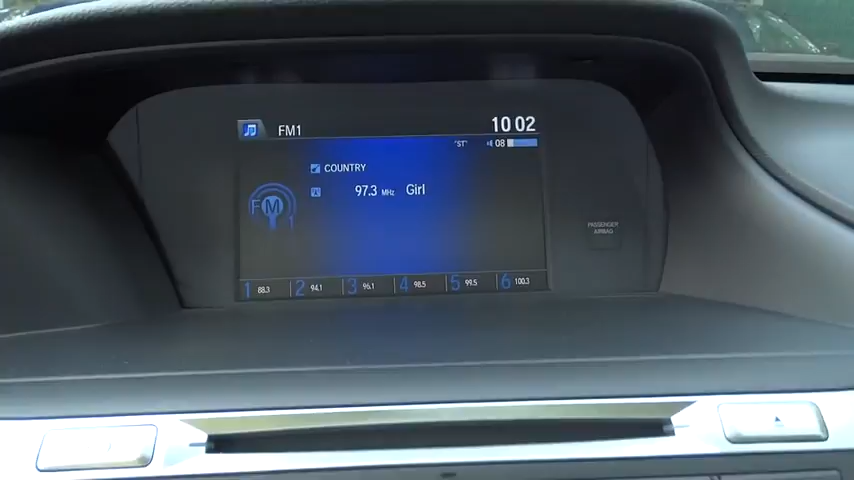 FM1 10 02
"ST" 08
COUNTRY
97.3 MHz Girl
FM 1
1 88.3 2 94.1 3 96.1 4 98.5 5 99.5 6 100.3
PASSENGER
AIRBAG